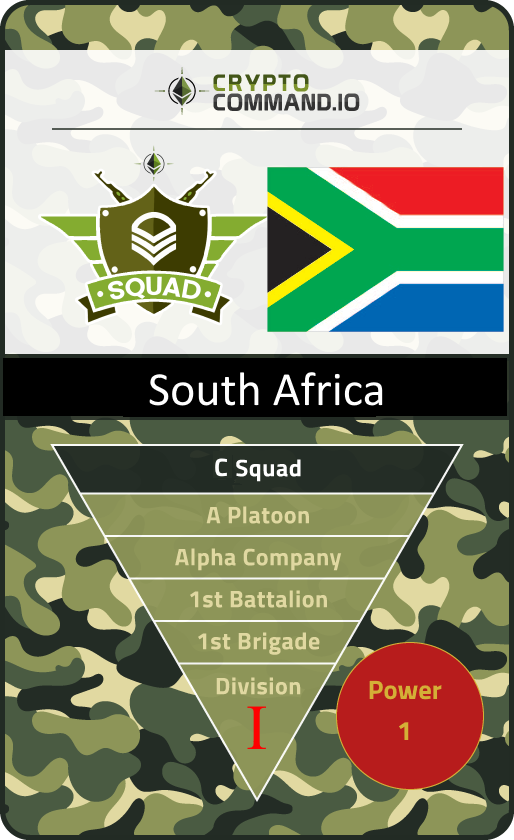 CRYPTO
COMMAND.IO
SQUAD
South Africa
C Squad
A Platoon
Alpha Company
1st Battalion
1st Brigade
Division
I
Power
1